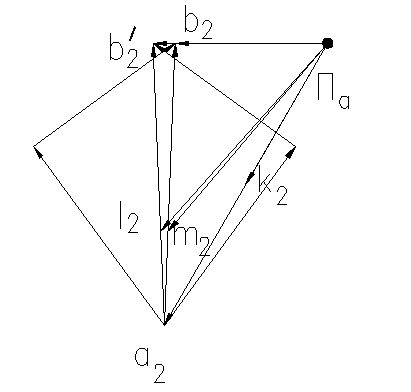 b₂
b₂′
Πₐ
k₂
l₂
m₂
a₂